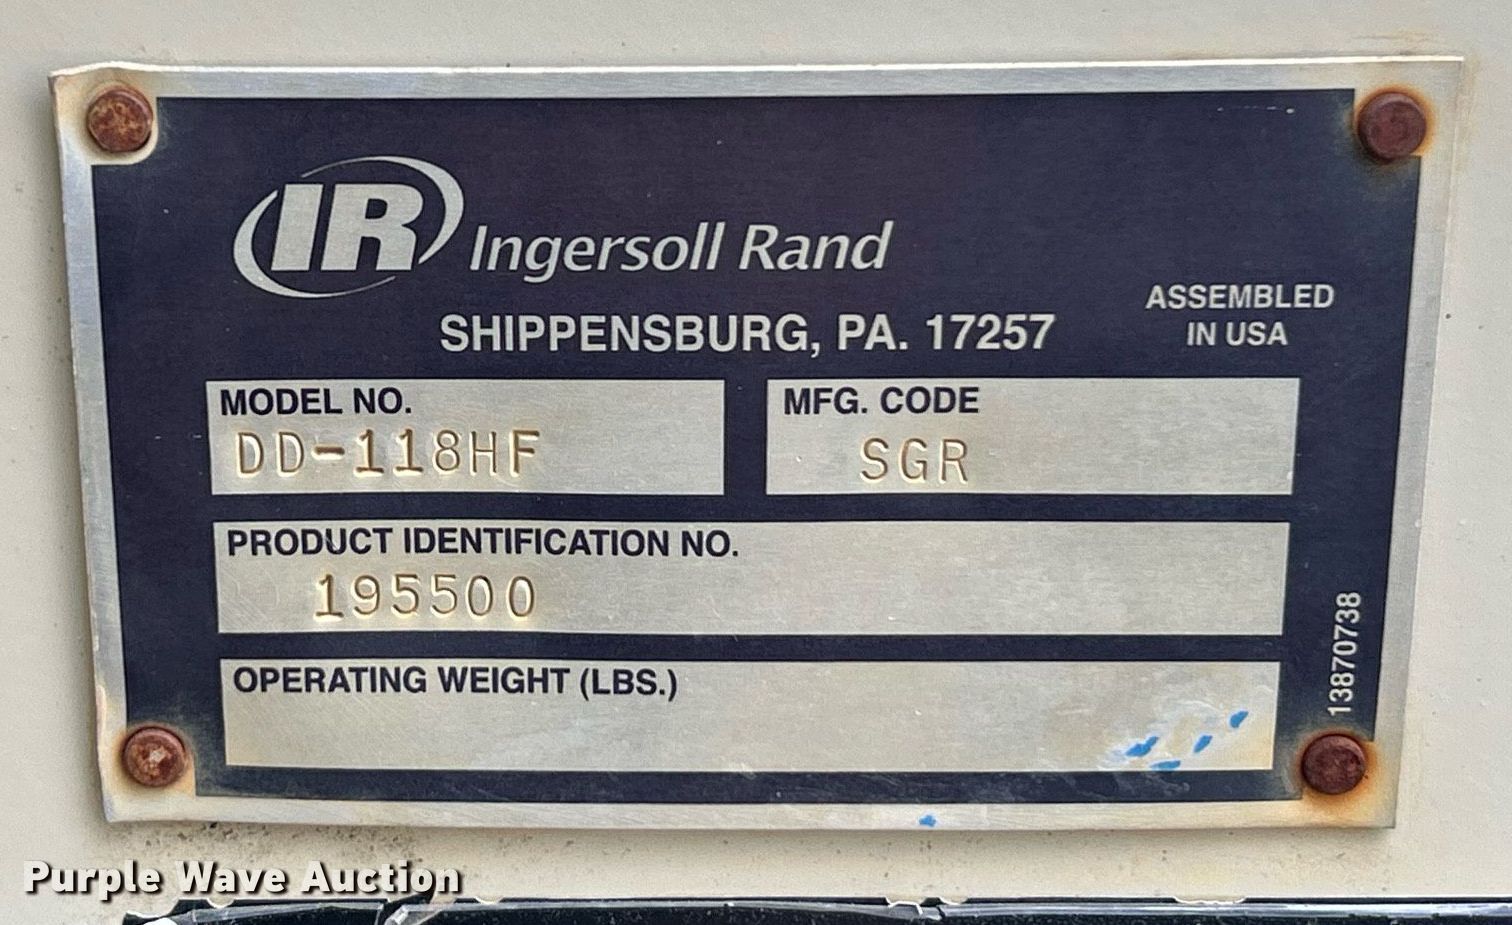 IR Ingersoll Rand
SHIPPENSBURG, PA. 17257
ASSEMBLED
IN USA
MODEL NO.
DD-118HF
MFG. CODE
SGR
PRODUCT IDENTIFICATION NO.
195500
OPERATING WEIGHT (LBS.)
13870738
Purple Wave Auction